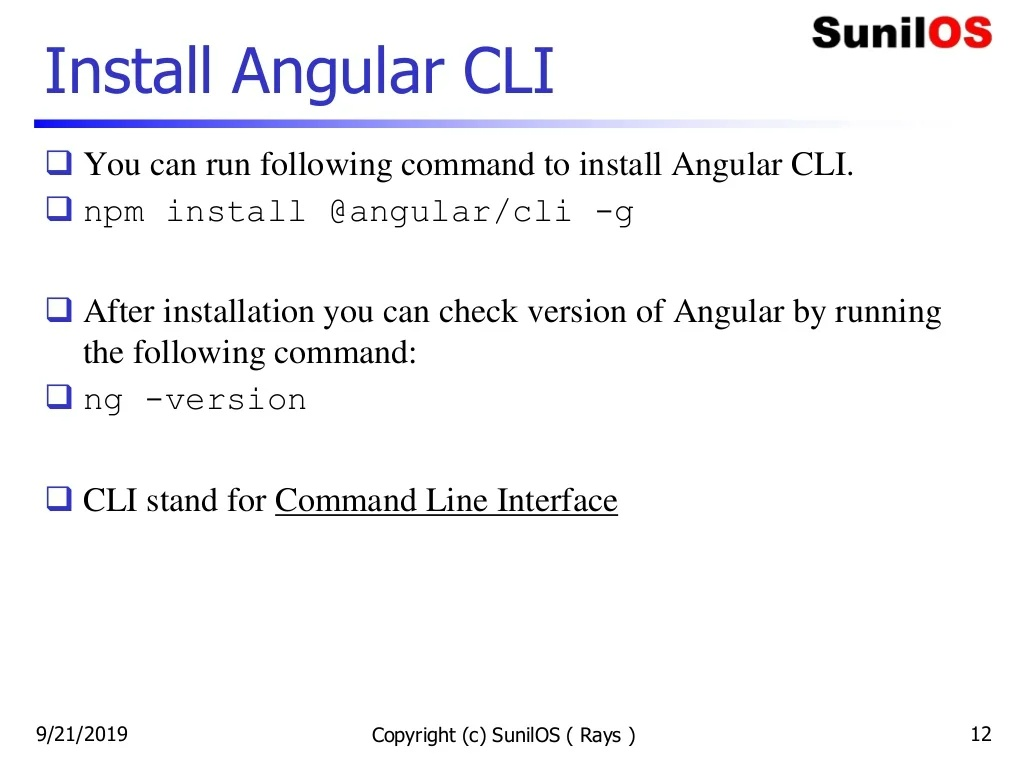 SunilOS
Install Angular CLI
You can run following command to install Angular CLI.
npm install @angular/cli -g
After installation you can check version of Angular by running
the following command:
ng -version
CLI stand for Command Line Interface
9/21/2019
Copyright (c) SunilOS ( Rays )
12